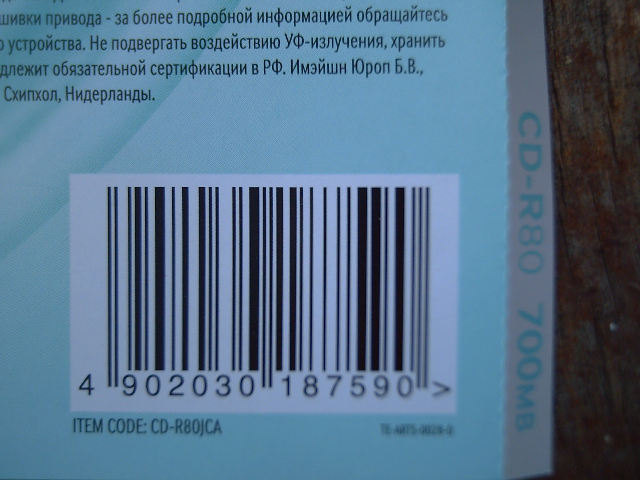 шивки привода - за более подробной информацией обращайтесь
устройства. Не подвергать воздействию УФ-излучения, хранить
длежит обязательной сертификации в РФ. Имэйшн Юроп Б.В.,
Схипхол, Нидерланды.
4 902030 187590 >
ITEM CODE: CD-R80JCA
CD-R80 700MB